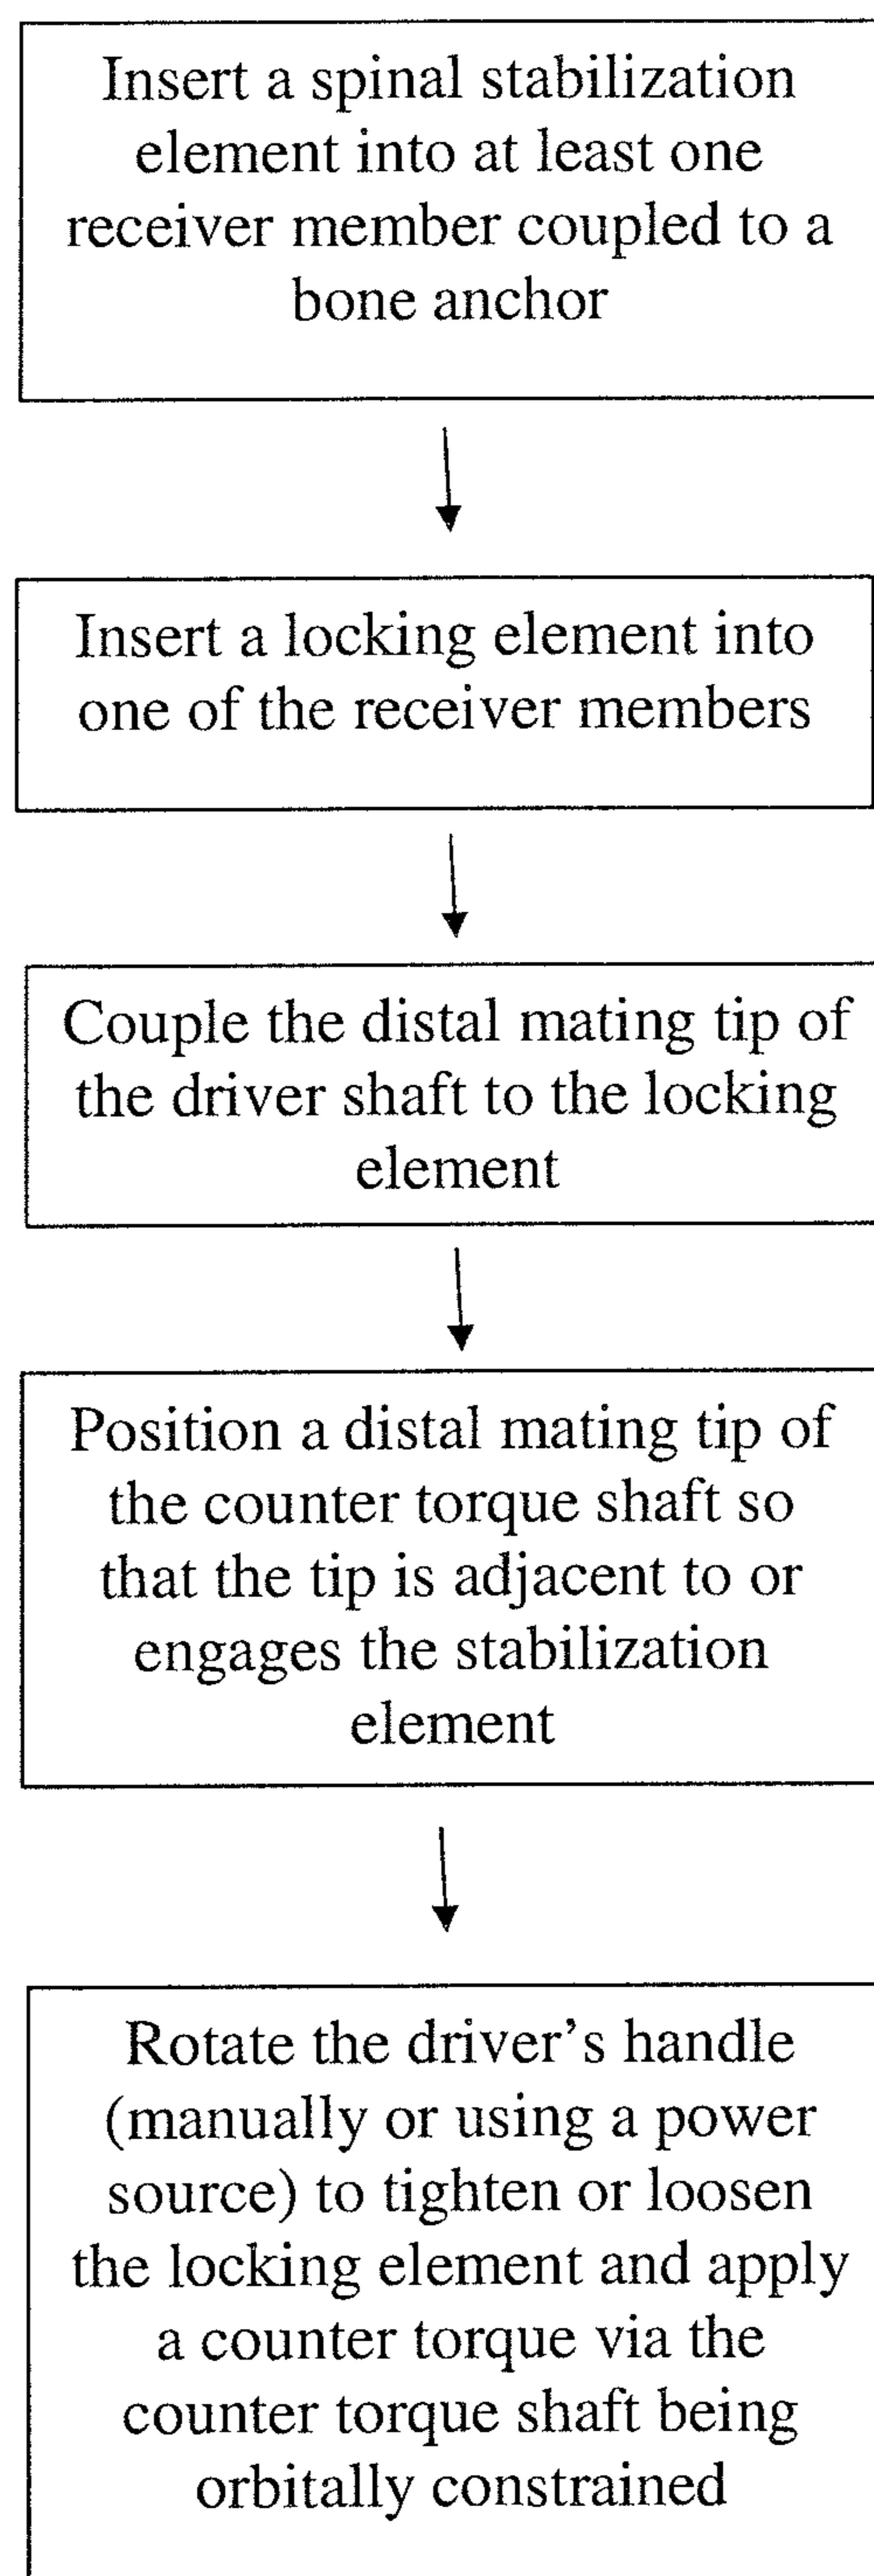 Insert a spinal stabilization
element into at least one
receiver member coupled to a
bone anchor
Insert a locking element into
one of the receiver members
Couple the distal mating tip of
the driver shaft to the locking
element
Position a distal mating tip of
the counter torque shaft so
that the tip is adjacent to or
engages the stabilization
element
Rotate the driver’s handle
(manually or using a power
source) to tighten or loosen
the locking element and apply
a counter torque via the
counter torque shaft being
orbitally constrained